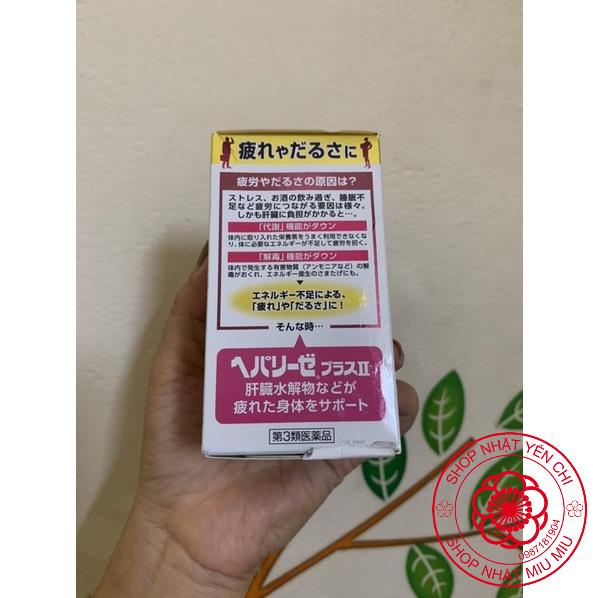 疲れやだるさに
疲労やだるさの原因は?
ストレス、お酒の飲み過ぎ、睡眠不
足など疲労につながる要因は様々。
しかも肝臓に負担がかかると…。
「代謝」機能がダウン
体内に取り入れた栄養素をうまく利用できなくな
り、体に必要なエネルギーが不足して疲労を招く。
「解毒」機能がダウン
体内で発生する有害物質(アンモニアなど)の解
毒がおくれ、エネルギー産生のさまたげにも。
エネルギー不足による、
「疲れ」や「だるさ」に!
そんな時…
ヘパリーゼ®プラスⅡ
肝臓水解物などが
疲れた身体をサポート
第3類医薬品
SHOP NHẬT YÊN CHI
0987181904
SHOP NHẬT MIU MIU